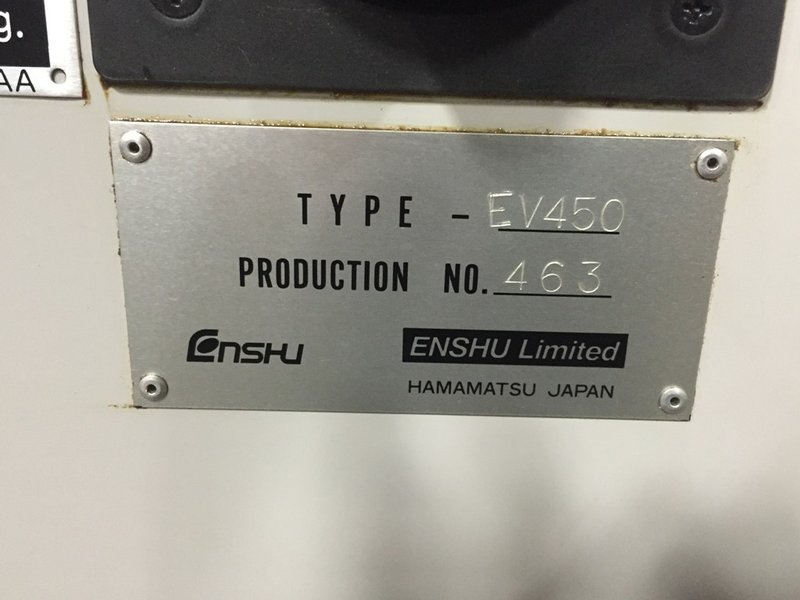 g.
AA
TYPE - EV450
PRODUCTION NO. 463
ENSHU
ENSHU Limited
HAMAMATSU JAPAN